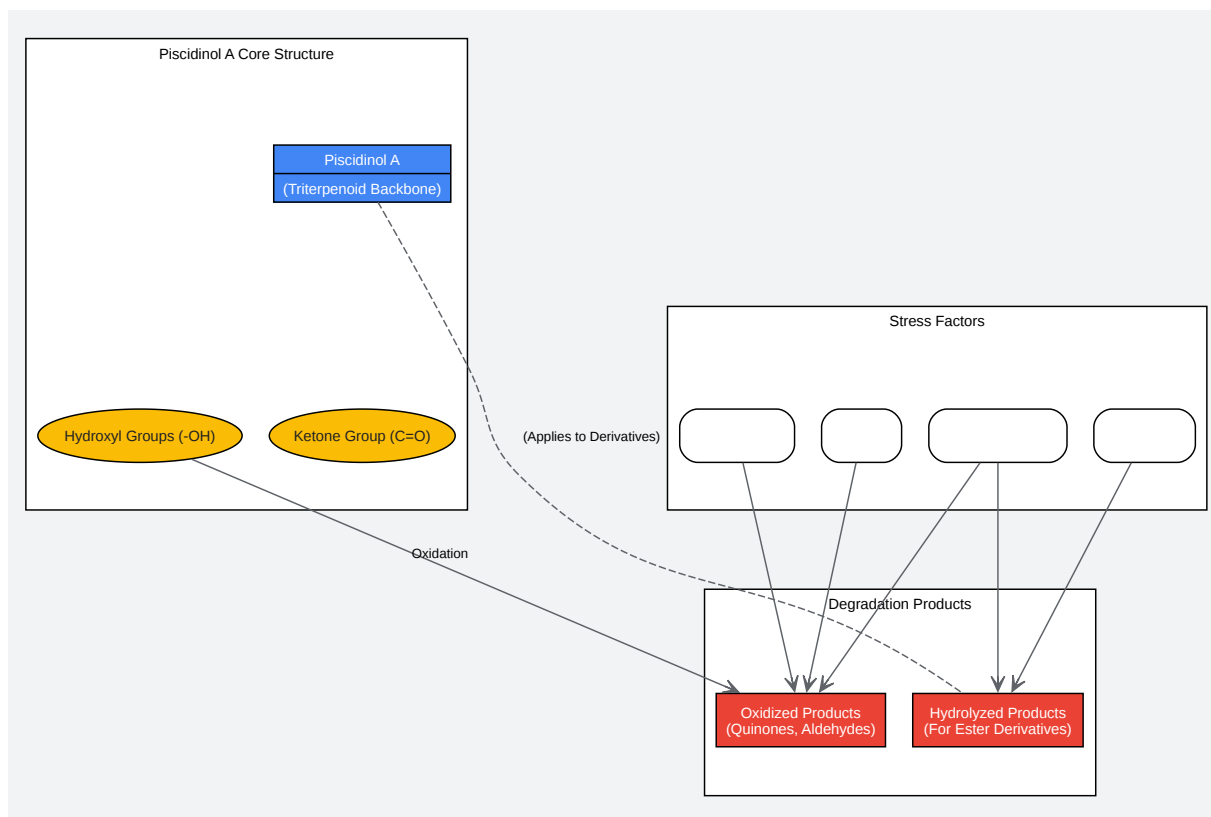 Piscidinol A Core Structure
Piscidinol A
(Triterpenoid Backbone)
Stress Factors
Hydroxyl Groups (-OH)
Ketone Group (C=O)
(Applies to Derivatives)
Oxidation
Degradation Products
Oxidized Products
(Quinones, Aldehydes)
Hydrolyzed Products
(For Ester Derivatives)